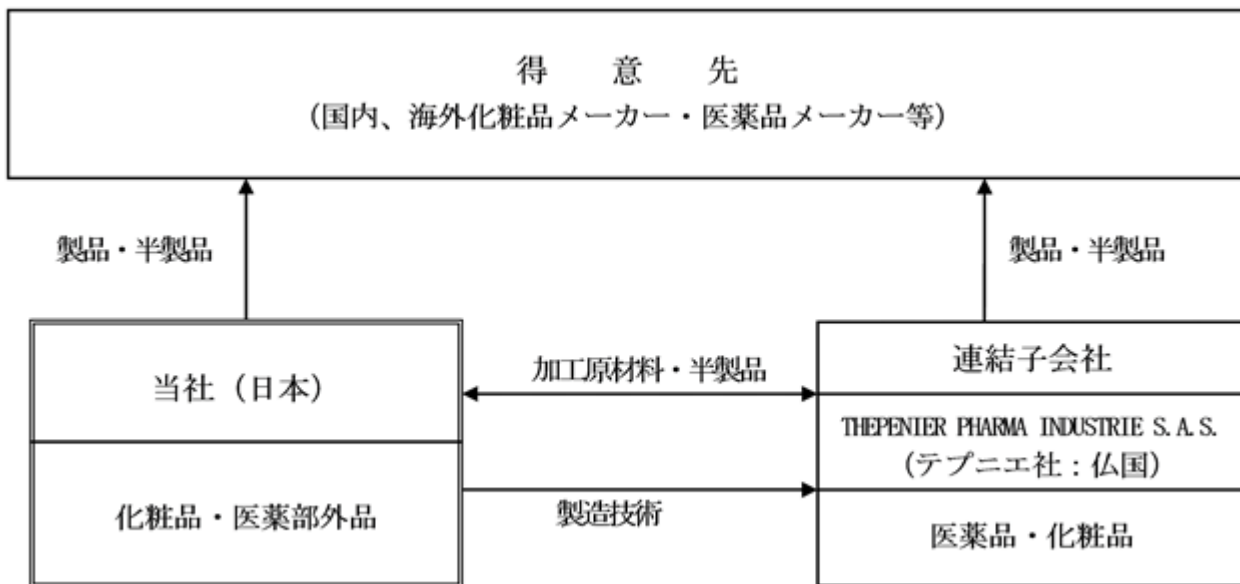 得 意 先
（国内、海外化粧品メーカー・医薬品メーカー等）
製品・半製品
製品・半製品
当社（日本）
化粧品・医薬部外品
加工原材料・半製品
製造技術
連結子会社
THEPENIER PHARMA INDUSTRIE S.A.S.
（テプニエ社：仏国）
医薬品・化粧品